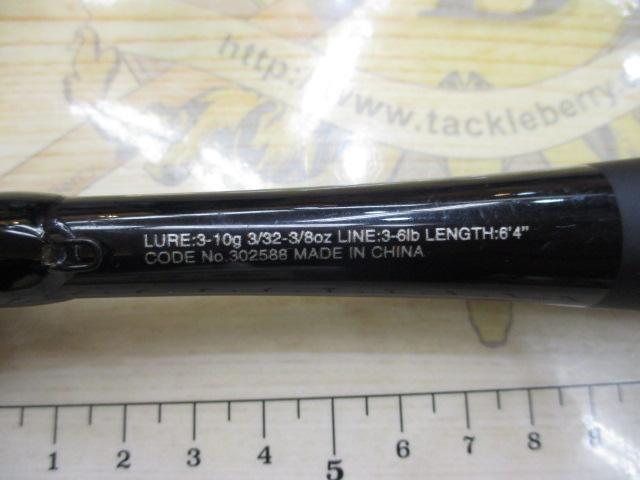 http://www.tackleberry.
LURE:3-10g 3/32-3/8oz LINE:3-6lb LENGTH:6'4"
CODE No.302588 MADE IN CHINA
1 2 3 4 5 6 7 8 9